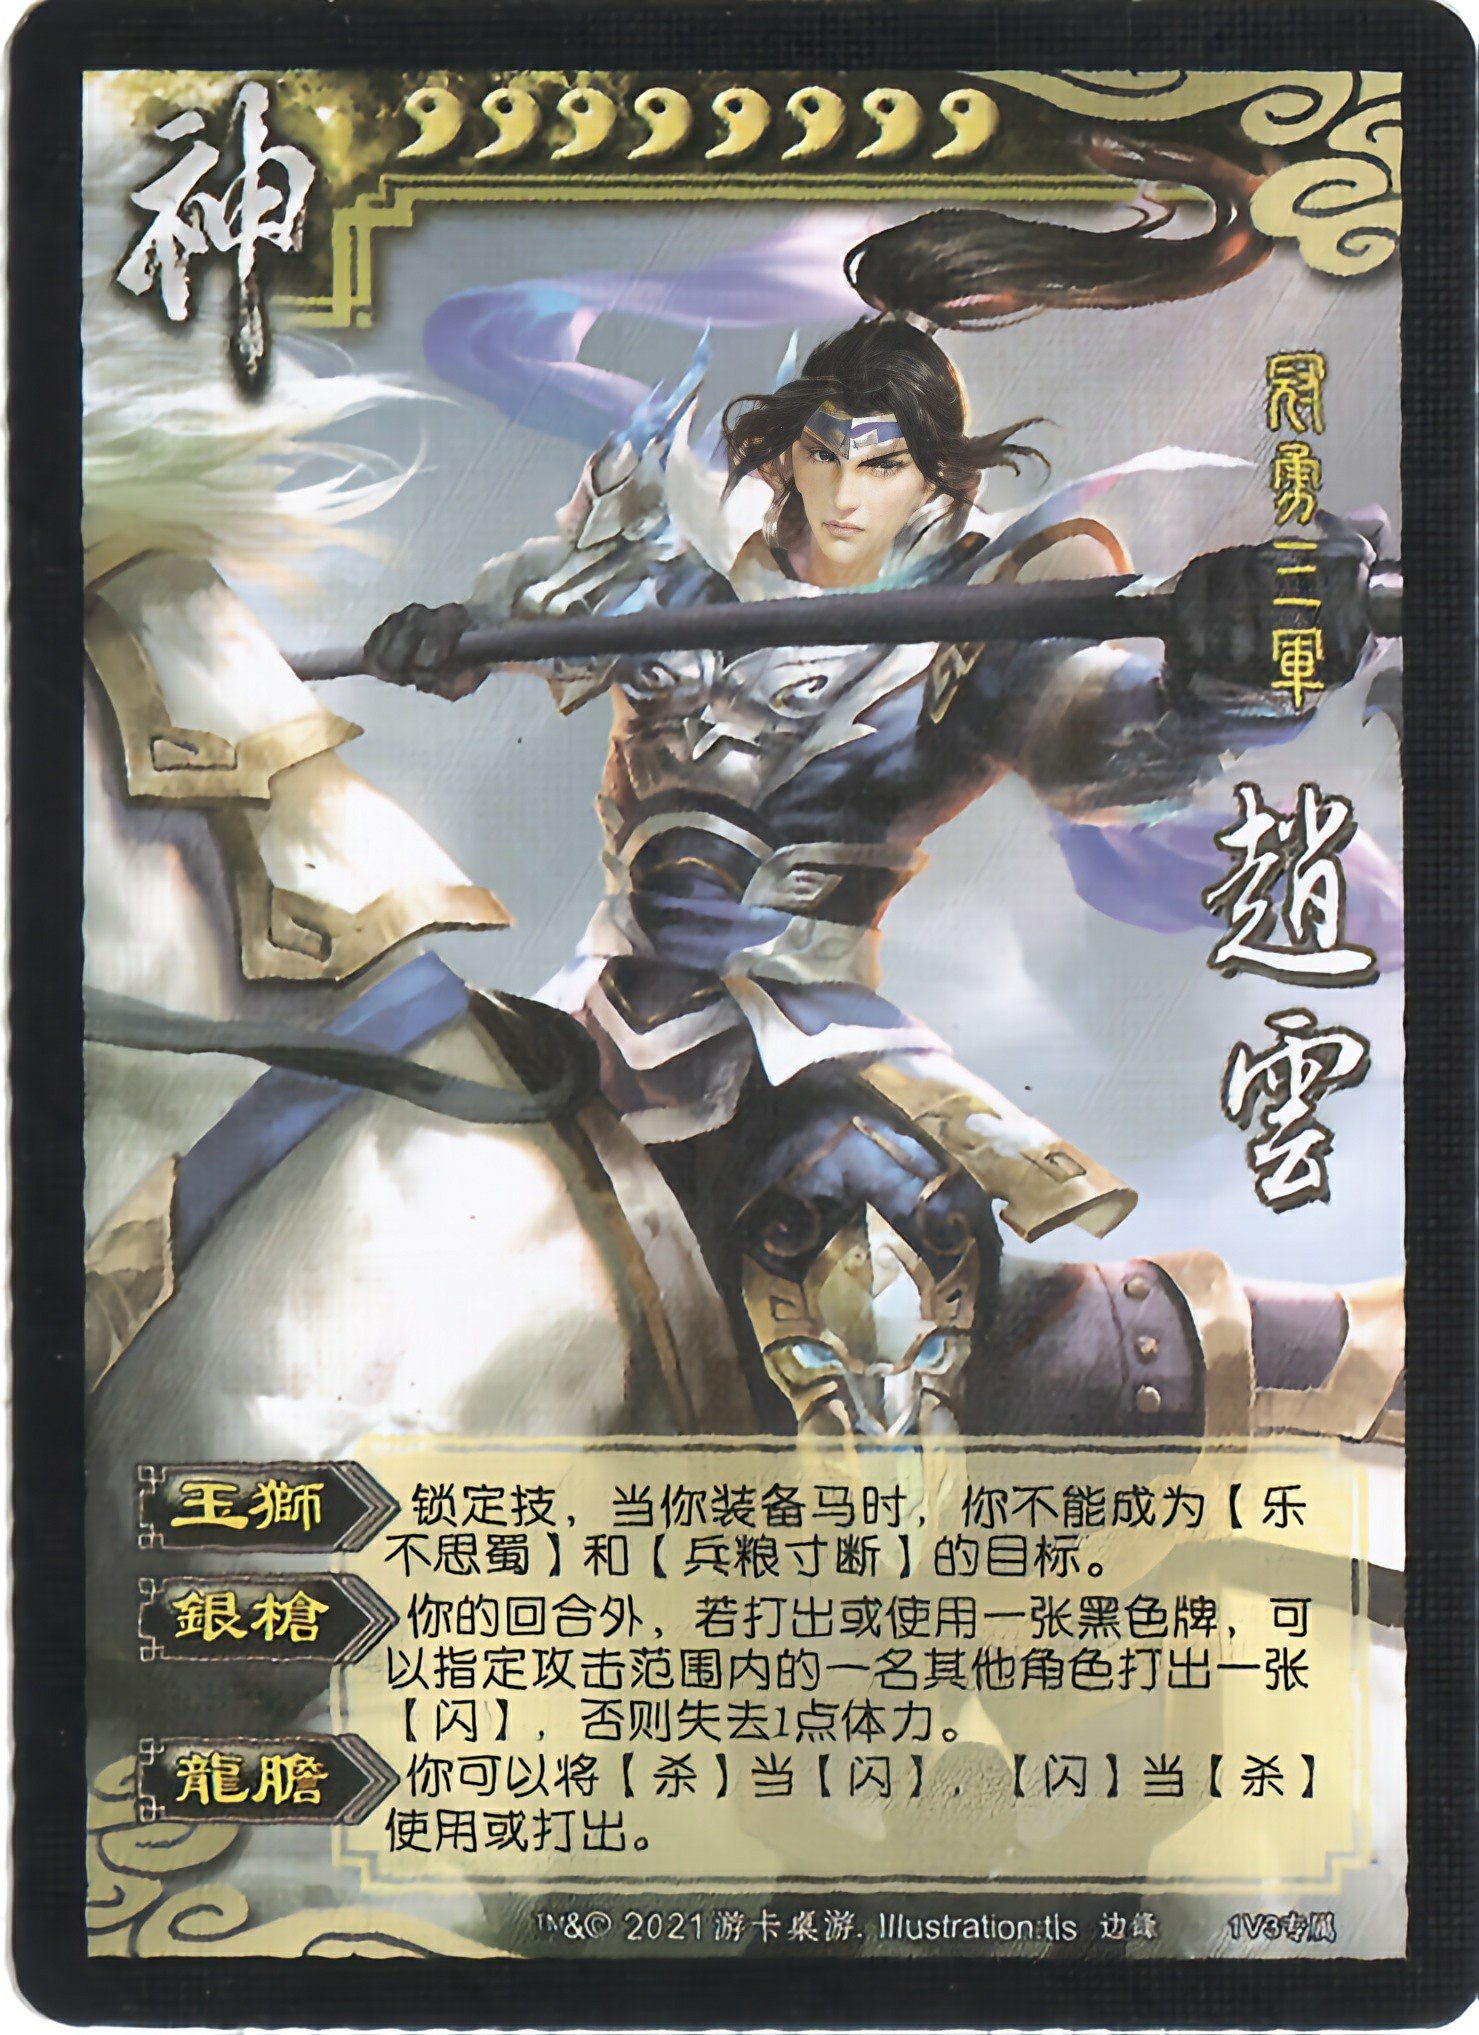 神
冠勇三軍
趙雲
玉獅
锁定技，当你装备马时，你不能成为【乐
不思蜀】和【兵粮寸断】的目标。
銀槍
你的回合外，若打出或使用一张黑色牌，可
以指定攻击范围内的一名其他角色打出一张
【闪】，否则失去1点体力。
龍膽
你可以将【杀】当【闪】，【闪】当【杀】
使用或打出。
™&© 2021游卡桌游. Illustration:tls 边锋
1V3专属